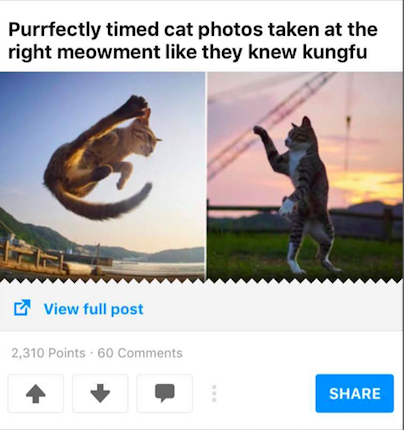 Purrfectly timed cat photos taken at the
right meowment like they knew kungfu
View full post
2,310 Points · 60 Comments
SHARE